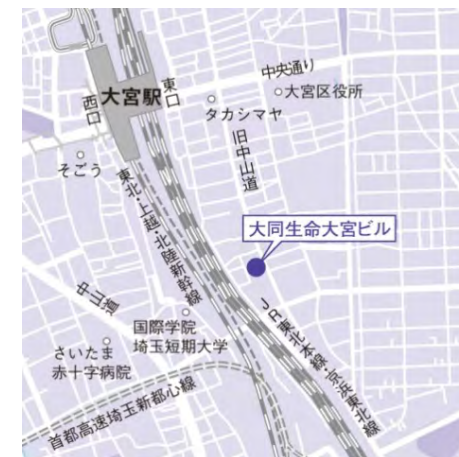 中央通り
大宮駅
東口
西口
大宮区役所
タカシマヤ
そごう
旧中山道
東北・上越・北陸新幹線
大同生命大宮ビル
中山道
国際学院
埼玉短期大学
JR東北本線・京浜東北線
さいたま
赤十字病院
首都高速埼玉新都心線